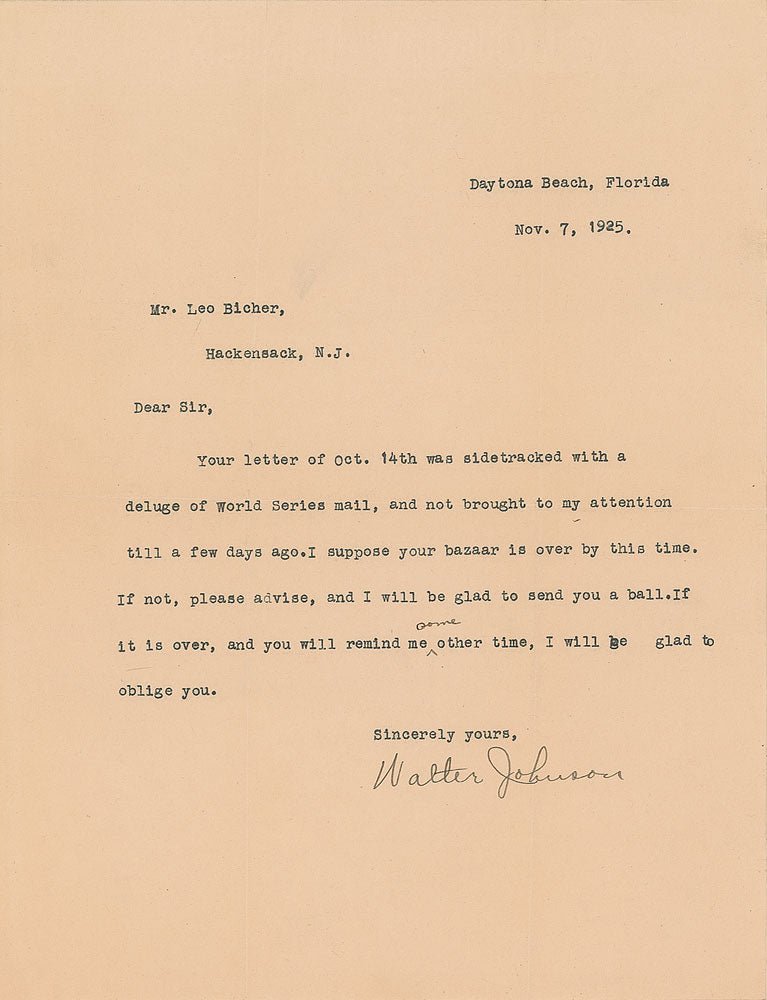 Daytona Beach, Florida
Nov. 7, 1925.
Mr. Leo Bicher,
Hackensack, N.J.
Dear Sir,
Your letter of Oct. 14th was sidetracked with a
deluge of World Series mail, and not brought to my attention
till a few days ago.I suppose your bazaar is over by this time.
If not, please advise, and I will be glad to send you a ball.If
some
it is over, and you will remind me other time, I will be glad to
oblige you.
Sincerely yours,
Walter Johnson